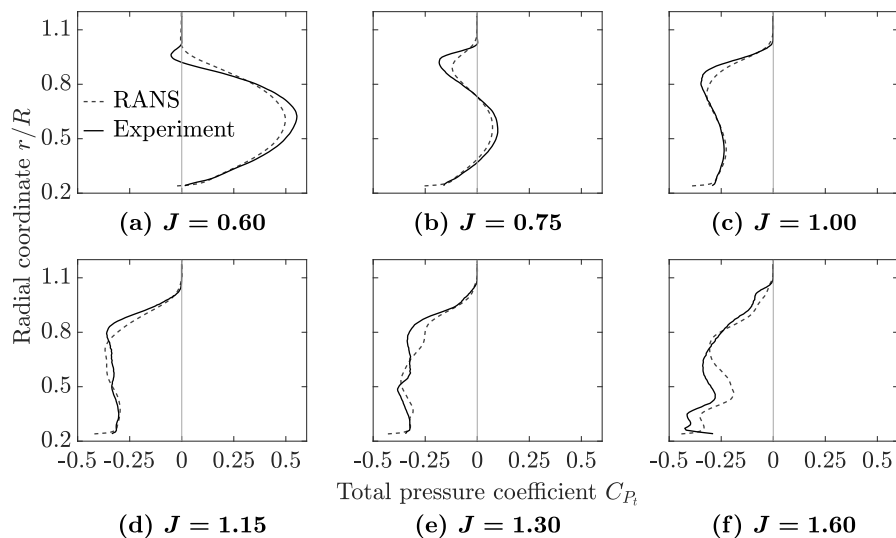 1.1
0.8
0.5
0.2
Radial coordinate r/R
RANS
Experiment
(a) J = 0.60
(b) J = 0.75
(c) J = 1.00
1.1
0.8
0.5
0.2
-0.5 -0.25 0 0.25 0.5
-0.5 -0.25 0 0.25 0.5
-0.5 -0.25 0 0.25 0.5
Total pressure coefficient C_{P_t}
(d) J = 1.15
(e) J = 1.30
(f) J = 1.60